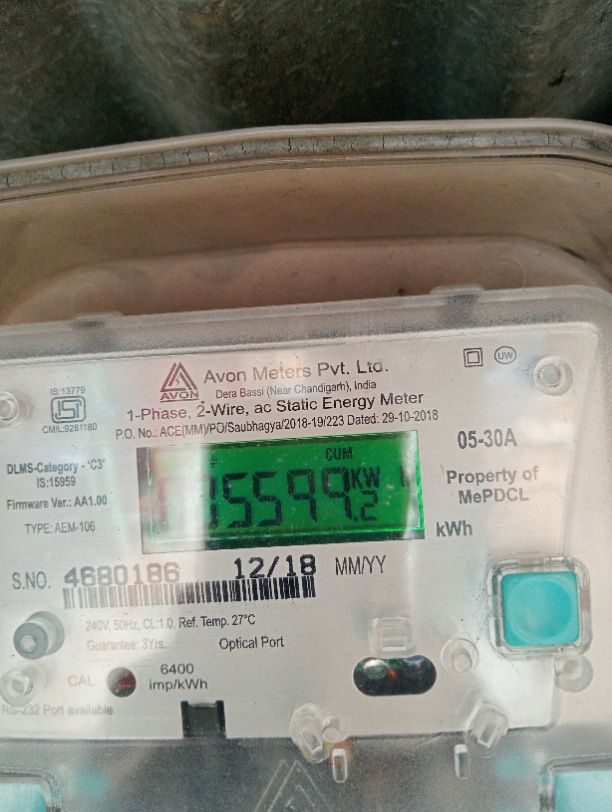 Avon Meters Pvt. Ltd.
AVON
Dera Bassi (Near Chandigarh), India
UW
IS:13779
CM/L:9281180
1-Phase, 2-Wire, ac Static Energy Meter
P.O. No.: ACE(MM)/PO/Saubhagya/2018-19/223 Dated: 29-10-2018
DLMS-Category - 'C3'
IS:15959
Firmware Ver.: AA1.00
TYPE: AEM-106
CUM
5599.2
KW
05-30A
Property of
MePDCL
kWh
S.NO. 4680186 12/18 MM/YY
240V, 50Hz, CL:1.0, Ref. Temp. 27°C
Guarantee: 3Yrs. Optical Port
CAL 6400
imp/kWh
RS-232 Port available